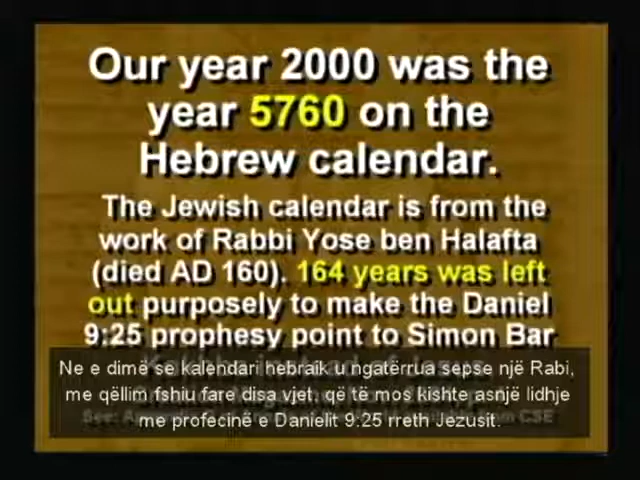 Our year 2000 was the
year 5760 on the
Hebrew calendar.
The Jewish calendar is from the
work of Rabbi Yose ben Halafta
(died AD 160). 164 years was left
out purposely to make the Daniel
9:25 prophesy point to Simon Bar
Ne e dimë se kalendari hebraik u ngatërrua sepse një Rabi,
me qëllim fshiu fare disa vjet, që të mos kishte asnjë lidhje
me profecinë e Danielit 9:25 rreth Jezusit.